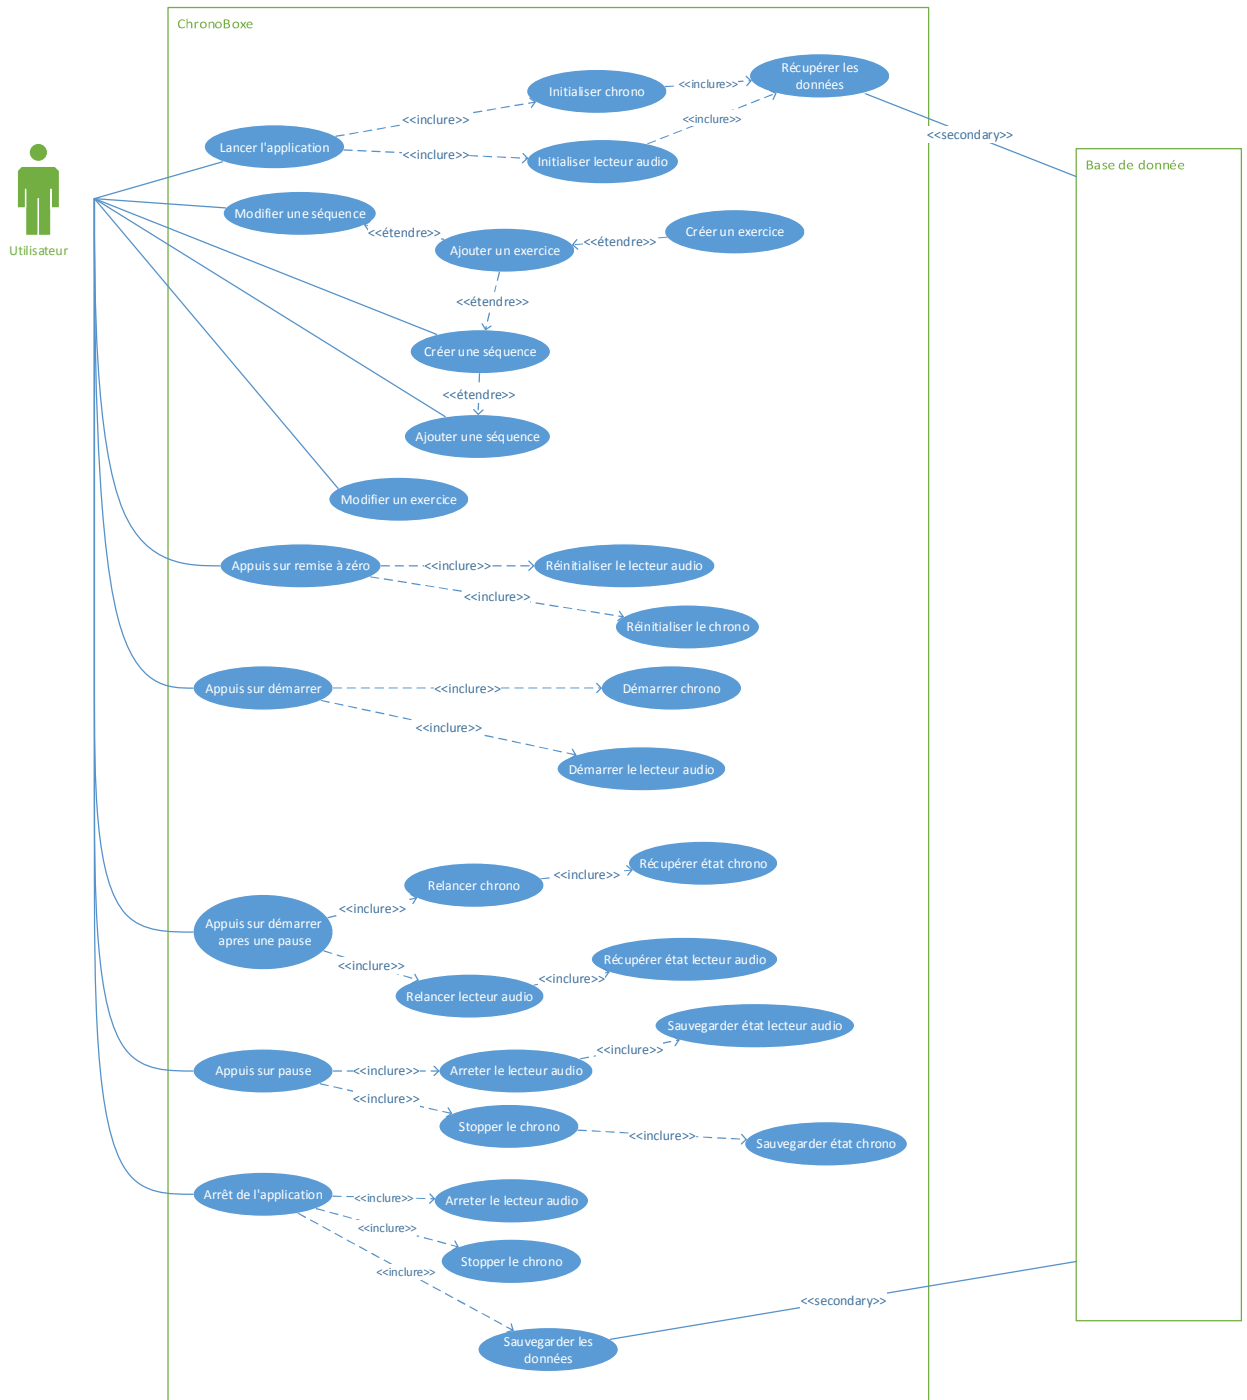 ChronoBoxe
Récupérer les
données
Initialiser chrono
<<inclure>>
<<inclure>>
<<inclure>>
<<secondary>>
Lancer l'application
<<inclure>>
Initialiser lecteur audio
Base de donnée
Utilisateur
Modifier une séquence
<<étendre>>
Ajouter un exercice
<<étendre>>
Créer un exercice
<<étendre>>
Créer une séquence
<<étendre>>
Ajouter une séquence
Modifier un exercice
Appuis sur remise à zéro
<<inclure>>
Réinitialiser le lecteur audio
<<inclure>>
Réinitialiser le chrono
Appuis sur démarrer
<<inclure>>
Démarrer chrono
<<inclure>>
Démarrer le lecteur audio
Récupérer état chrono
<<inclure>>
Relancer chrono
<<inclure>>
Appuis sur démarrer
apres une pause
<<inclure>>
Récupérer état lecteur audio
<<inclure>>
Relancer lecteur audio
Sauvegarder état lecteur audio
<<inclure>>
Appuis sur pause
<<inclure>>
Arreter le lecteur audio
<<inclure>>
Stopper le chrono
<<inclure>>
Sauvegarder état chrono
Arrêt de l'application
<<inclure>>
Arreter le lecteur audio
<<inclure>>
Stopper le chrono
<<inclure>>
<<secondary>>
Sauvegarder les
données